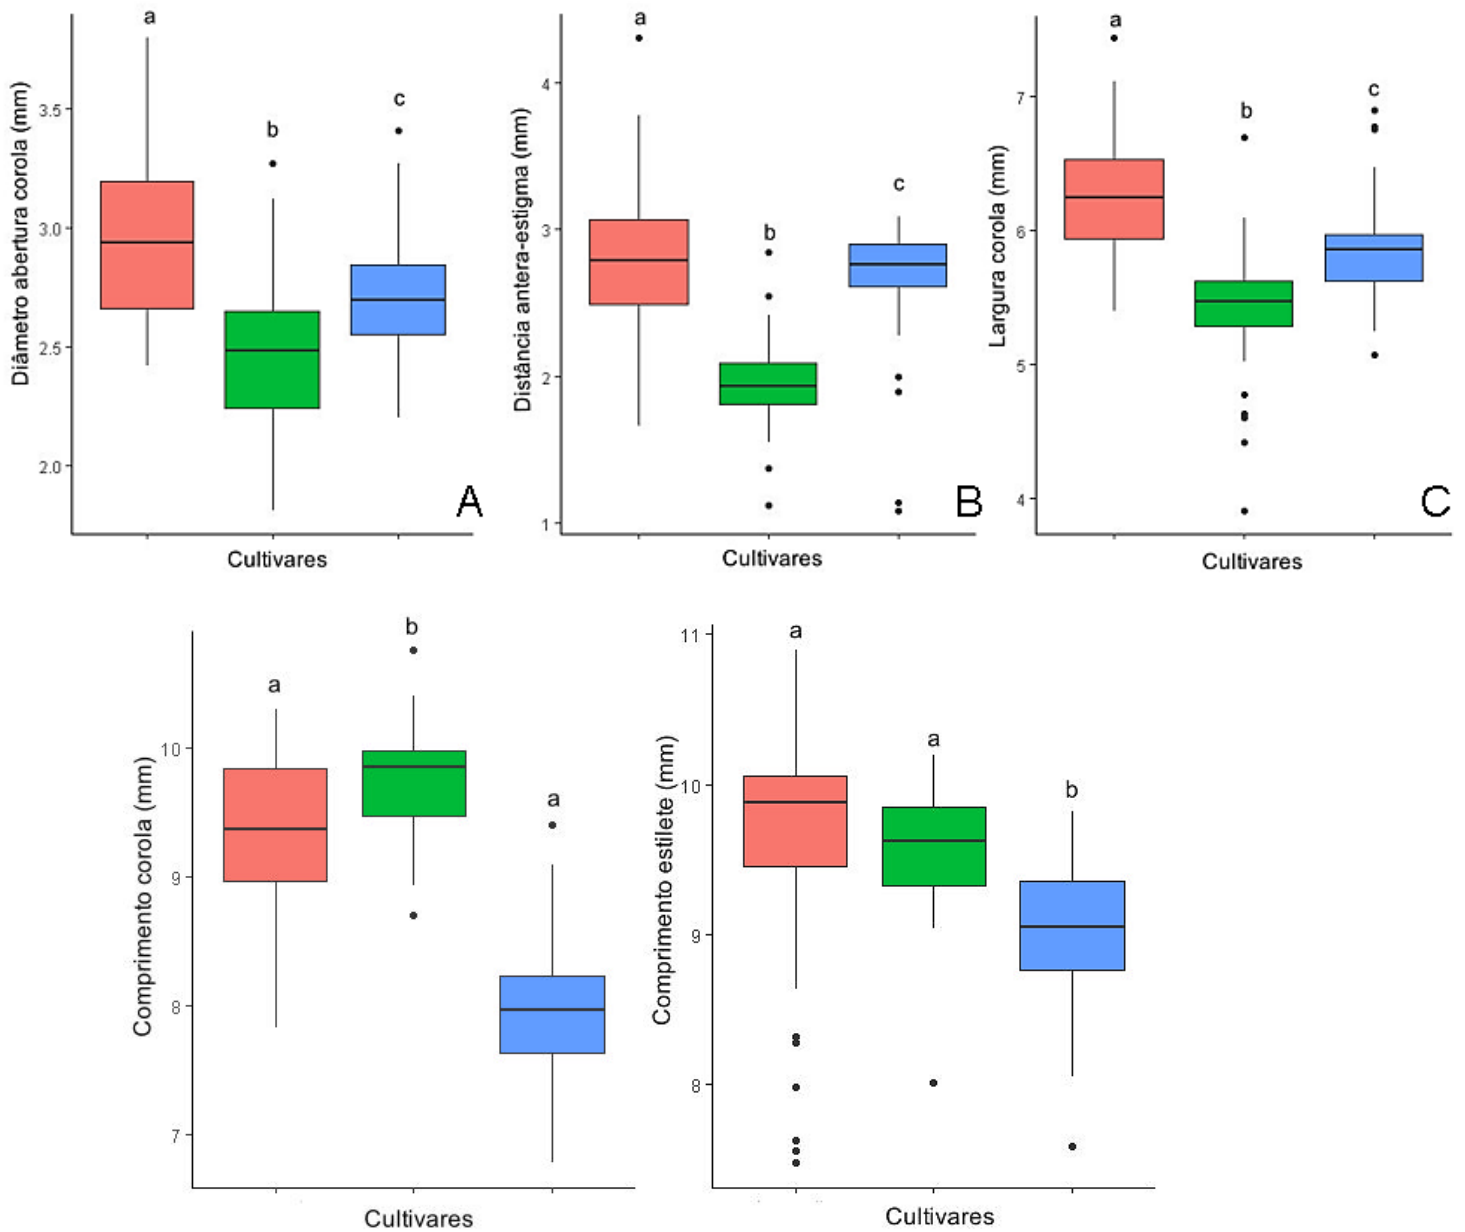 a
b
c
Diâmetro abertura corola (mm)
3.5
3.0
2.5
2.0
A
Cultivares
a
b
c
Distância antera-estigma (mm)
4
3
2
1
B
Cultivares
a
b
c
Largura corola (mm)
7
6
5
4
C
Cultivares
a
b
a
Comprimento corola (mm)
10
9
8
7
Cultivares
a
a
b
Comprimento estilete (mm)
11
10
9
8
Cultivares